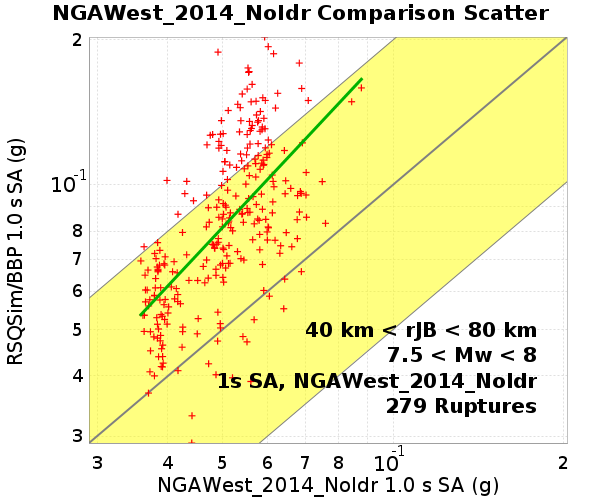 NGAWest_2014_NoIdr Comparison Scatter
2
10⁻¹
8
7
6
5
4
3
RSQSim/BBP 1.0 s SA (g)
40 km < rJB < 80 km
7.5 < Mw < 8
1s SA, NGAWest_2014_NoIdr
279 Ruptures
3 4 5 6 7 8 10⁻¹ 2
NGAWest_2014_NoIdr 1.0 s SA (g)